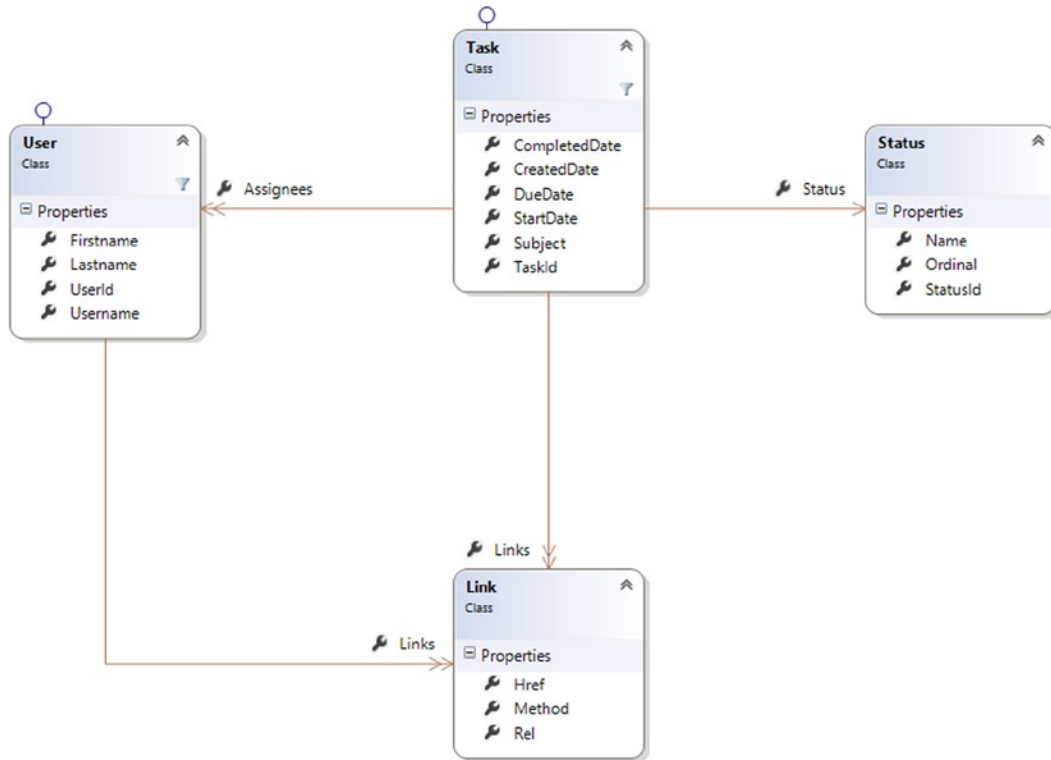 Task
Class
Properties
CompletedDate
CreatedDate
DueDate
StartDate
Subject
TaskId
User
Class
Properties
Firstname
Lastname
UserId
Username
Assignees
Status
Status
Class
Properties
Name
Ordinal
StatusId
Links
Links
Link
Class
Properties
Href
Method
Rel